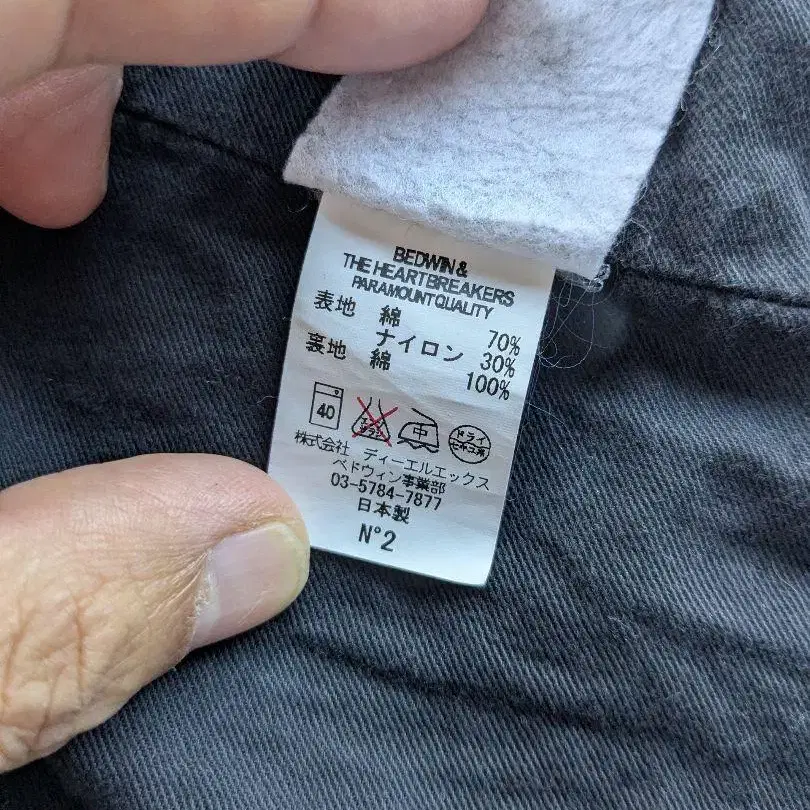 BEDWIN &
THE HEARTBREAKERS
PARAMOUNT QUALITY
表地 綿 70%
ナイロン 30%
裏地 綿 100%
40 中 ドライ
株式会社 ディーエルエックス
ベドウィン事業部
03-5784-7877
日本製
N°2